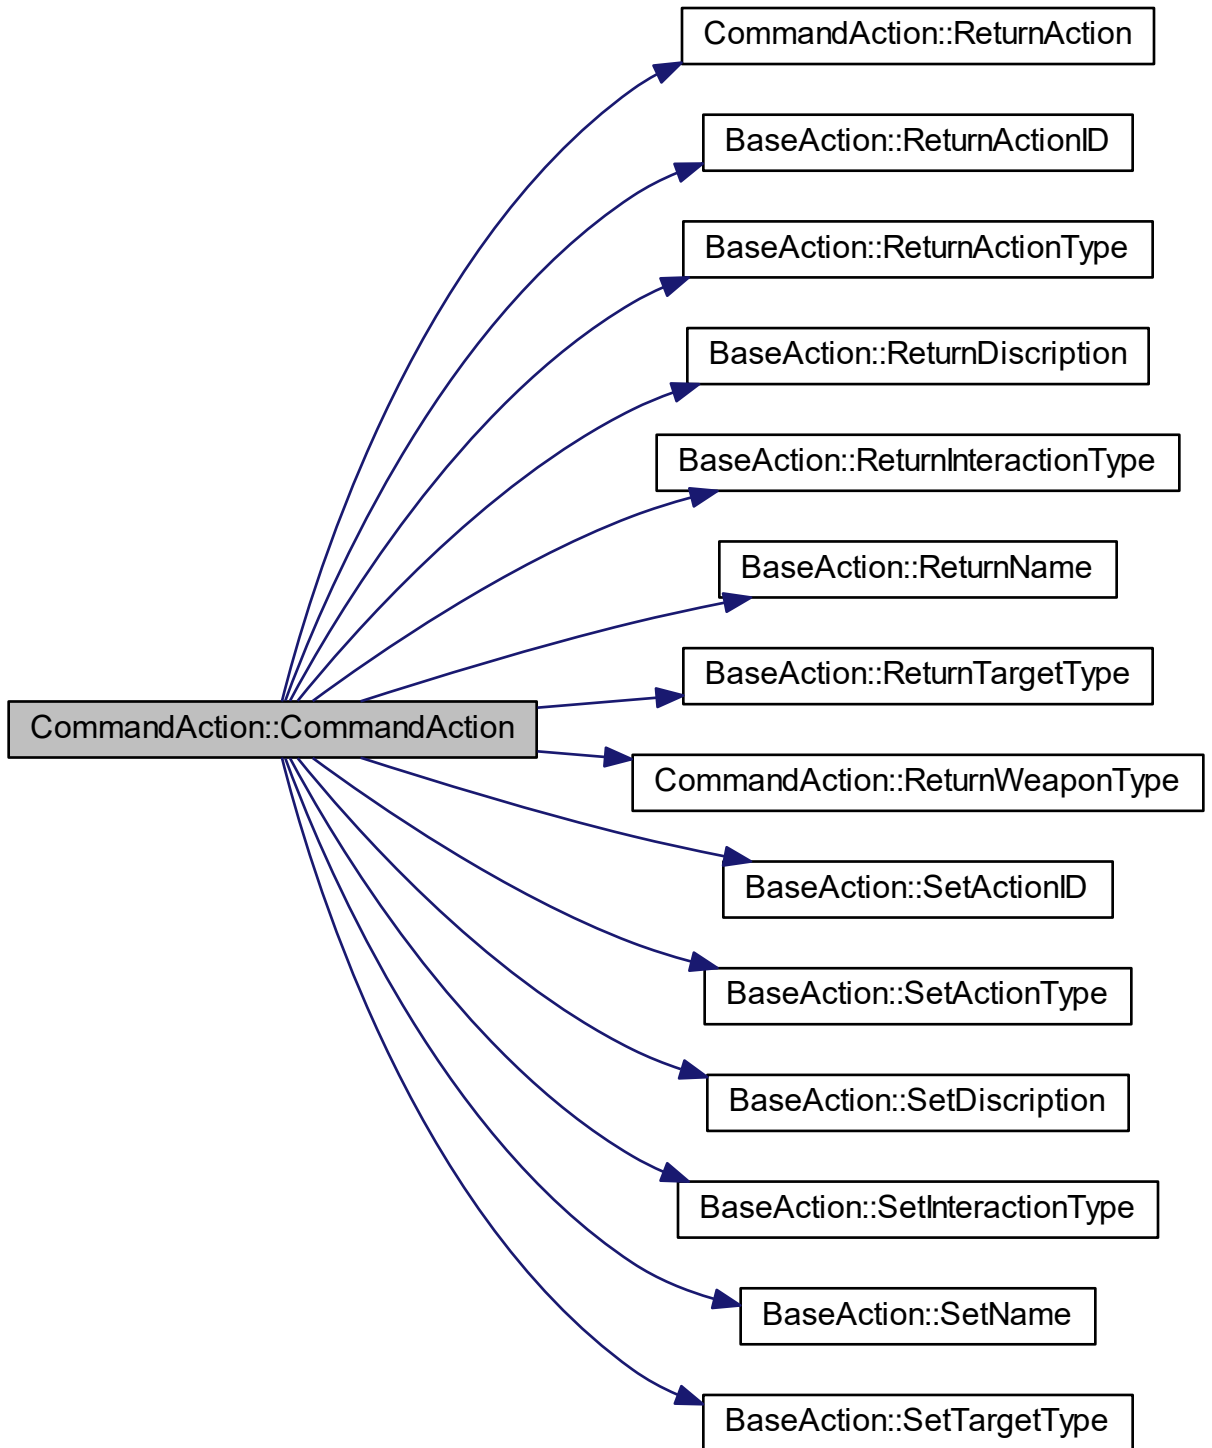 CommandAction::ReturnAction
BaseAction::ReturnActionID
BaseAction::ReturnActionType
BaseAction::ReturnDiscription
BaseAction::ReturnInteractionType
BaseAction::ReturnName
BaseAction::ReturnTargetType
CommandAction::CommandAction
CommandAction::ReturnWeaponType
BaseAction::SetActionID
BaseAction::SetActionType
BaseAction::SetDiscription
BaseAction::SetInteractionType
BaseAction::SetName
BaseAction::SetTargetType